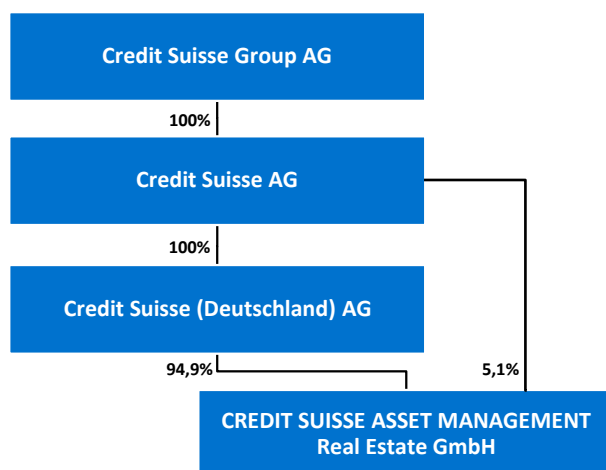 Credit Suisse Group AG
100%
Credit Suisse AG
100%
Credit Suisse (Deutschland) AG
94,9%
5,1%
CREDIT SUISSE ASSET MANAGEMENT
Real Estate GmbH